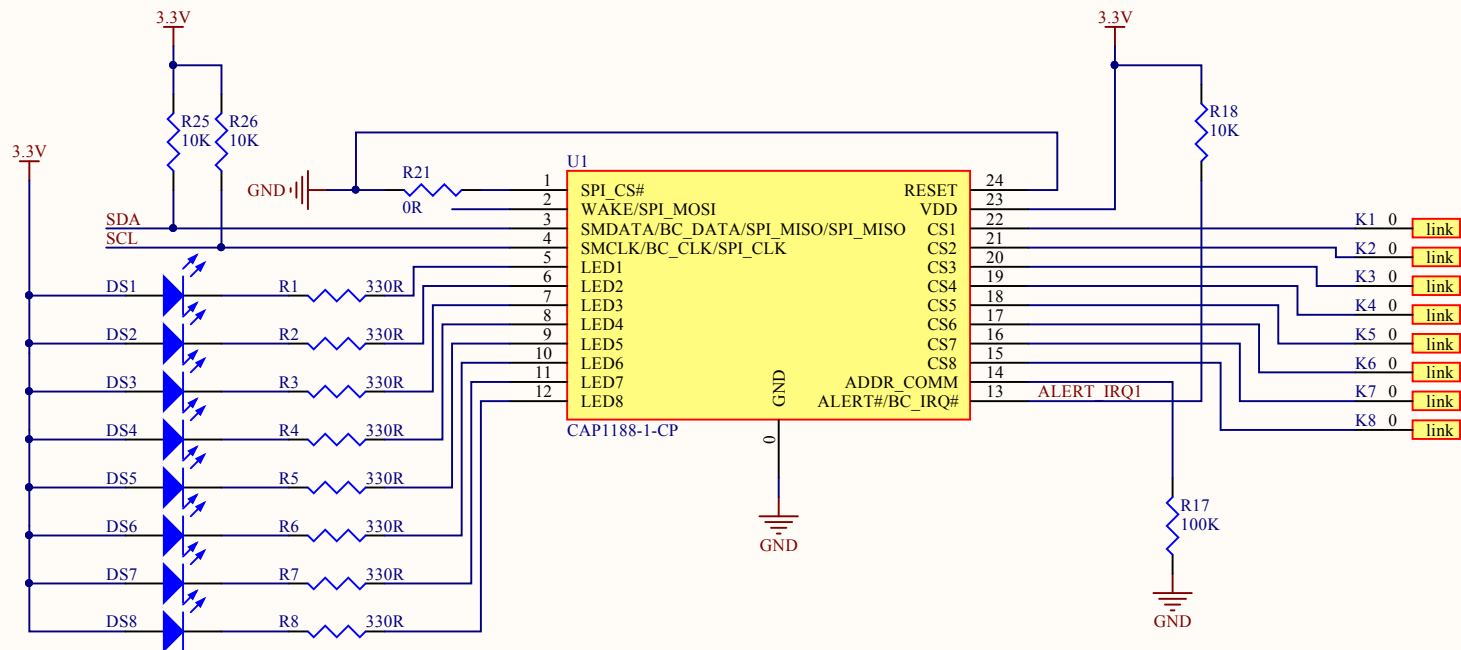 3.3V
3.3V
R25
10K
R26
10K
R18
10K
3.3V
GND
R21
0R
U1
SDA
SCL
1 SPI_CS#
2 WAKE/SPI_MOSI
3 SMDATA/BC_DATA/SPI_MISO/SPI_MISO
4 SMCLK/BC_CLK/SPI_CLK
5 LED1
6 LED2
7 LED3
8 LED4
9 LED5
10 LED6
11 LED7
12 LED8
RESET 24
VDD 23
CS1 22
CS2 21
CS3 20
CS4 19
CS5 18
CS6 17
CS7 16
CS8 15
ADDR_COMM 14
ALERT#/BC_IRQ# 13
ALERT_IRQ1
GND
0
CAP1188-1-CP
GND
DS1 R1 330R
DS2 R2 330R
DS3 R3 330R
DS4 R4 330R
DS5 R5 330R
DS6 R6 330R
DS7 R7 330R
DS8 R8 330R
K1 0 link
K2 0 link
K3 0 link
K4 0 link
K5 0 link
K6 0 link
K7 0 link
K8 0 link
R17
100K
GND